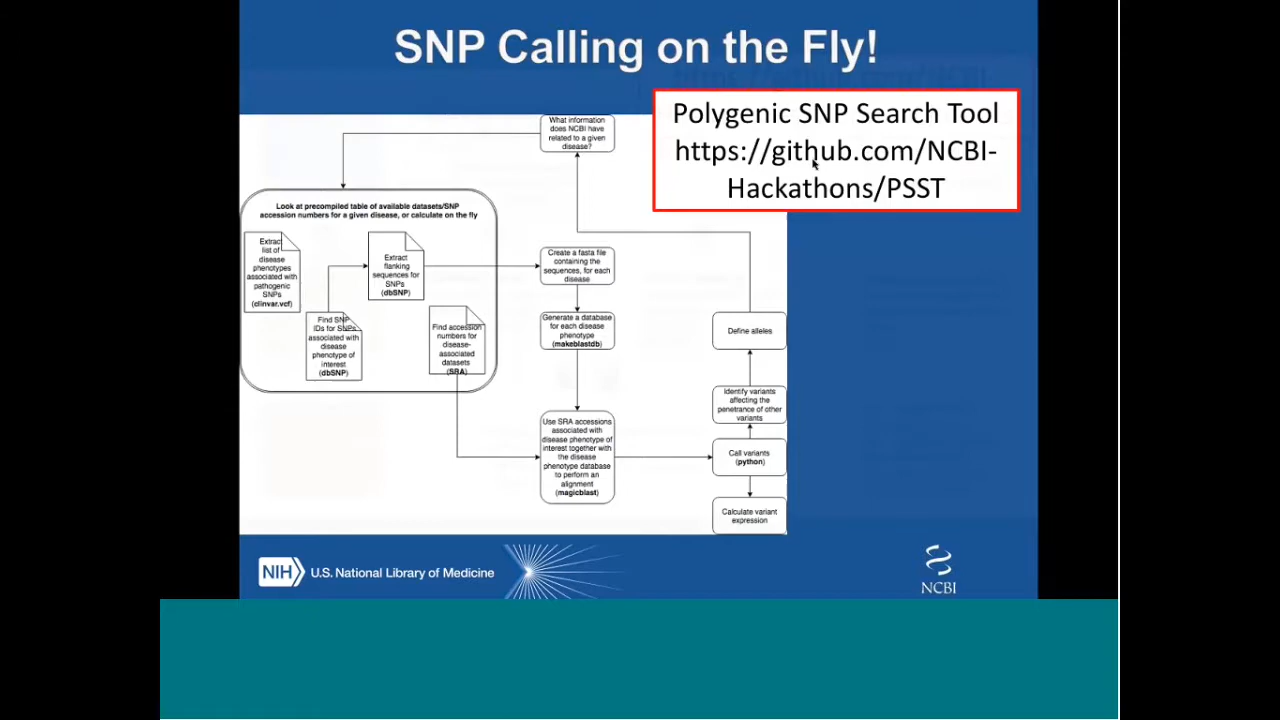 SNP Calling on the Fly!
Polygenic SNP Search Tool
https://github.com/NCBI-
Hackathons/PSST
What information
does NCBI have
related to a given
disease?
Look at precompiled table of available datasets/SNP
accession numbers for a given disease, or calculate on the fly
Extract
list of
disease
phenotypes
associated with
pathogenic
SNPs
(clinvar.vcf)
Extract
flanking
sequences for
SNPs
(dbSNP)
Find SNP
IDs for SNPs
associated with
disease
phenotype of
interest
(dbSNP)
Find accession
numbers for
disease-
associated
datasets
(SRA)
Create a fasta file
containing the
sequences, for each
disease
Generate a database
for each disease
phenotype
(makeblastdb)
Use SRA accessions
associated with
disease phenotype of
interest together with
the disease
phenotype database
to perform an
alignment
(magicblast)
Define alleles
Identify variants
affecting the
penetrance of other
variants
Call variants
(python)
Calculate variant
expression
NIH U.S. National Library of Medicine
NCBI